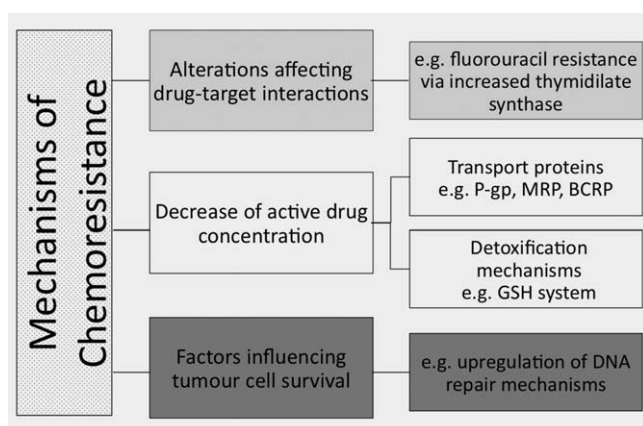 Mechanisms of
Chemoresistance
Alterations affecting
drug-target interactions
e.g. fluorouracil resistance
via increased thymidilate
synthase
Decrease of active drug
concentration
Transport proteins
e.g. P-gp, MRP, BCRP
Detoxification
mechanisms
e.g. GSH system
Factors influencing
tumour cell survival
e.g. upregulation of DNA
repair mechanisms